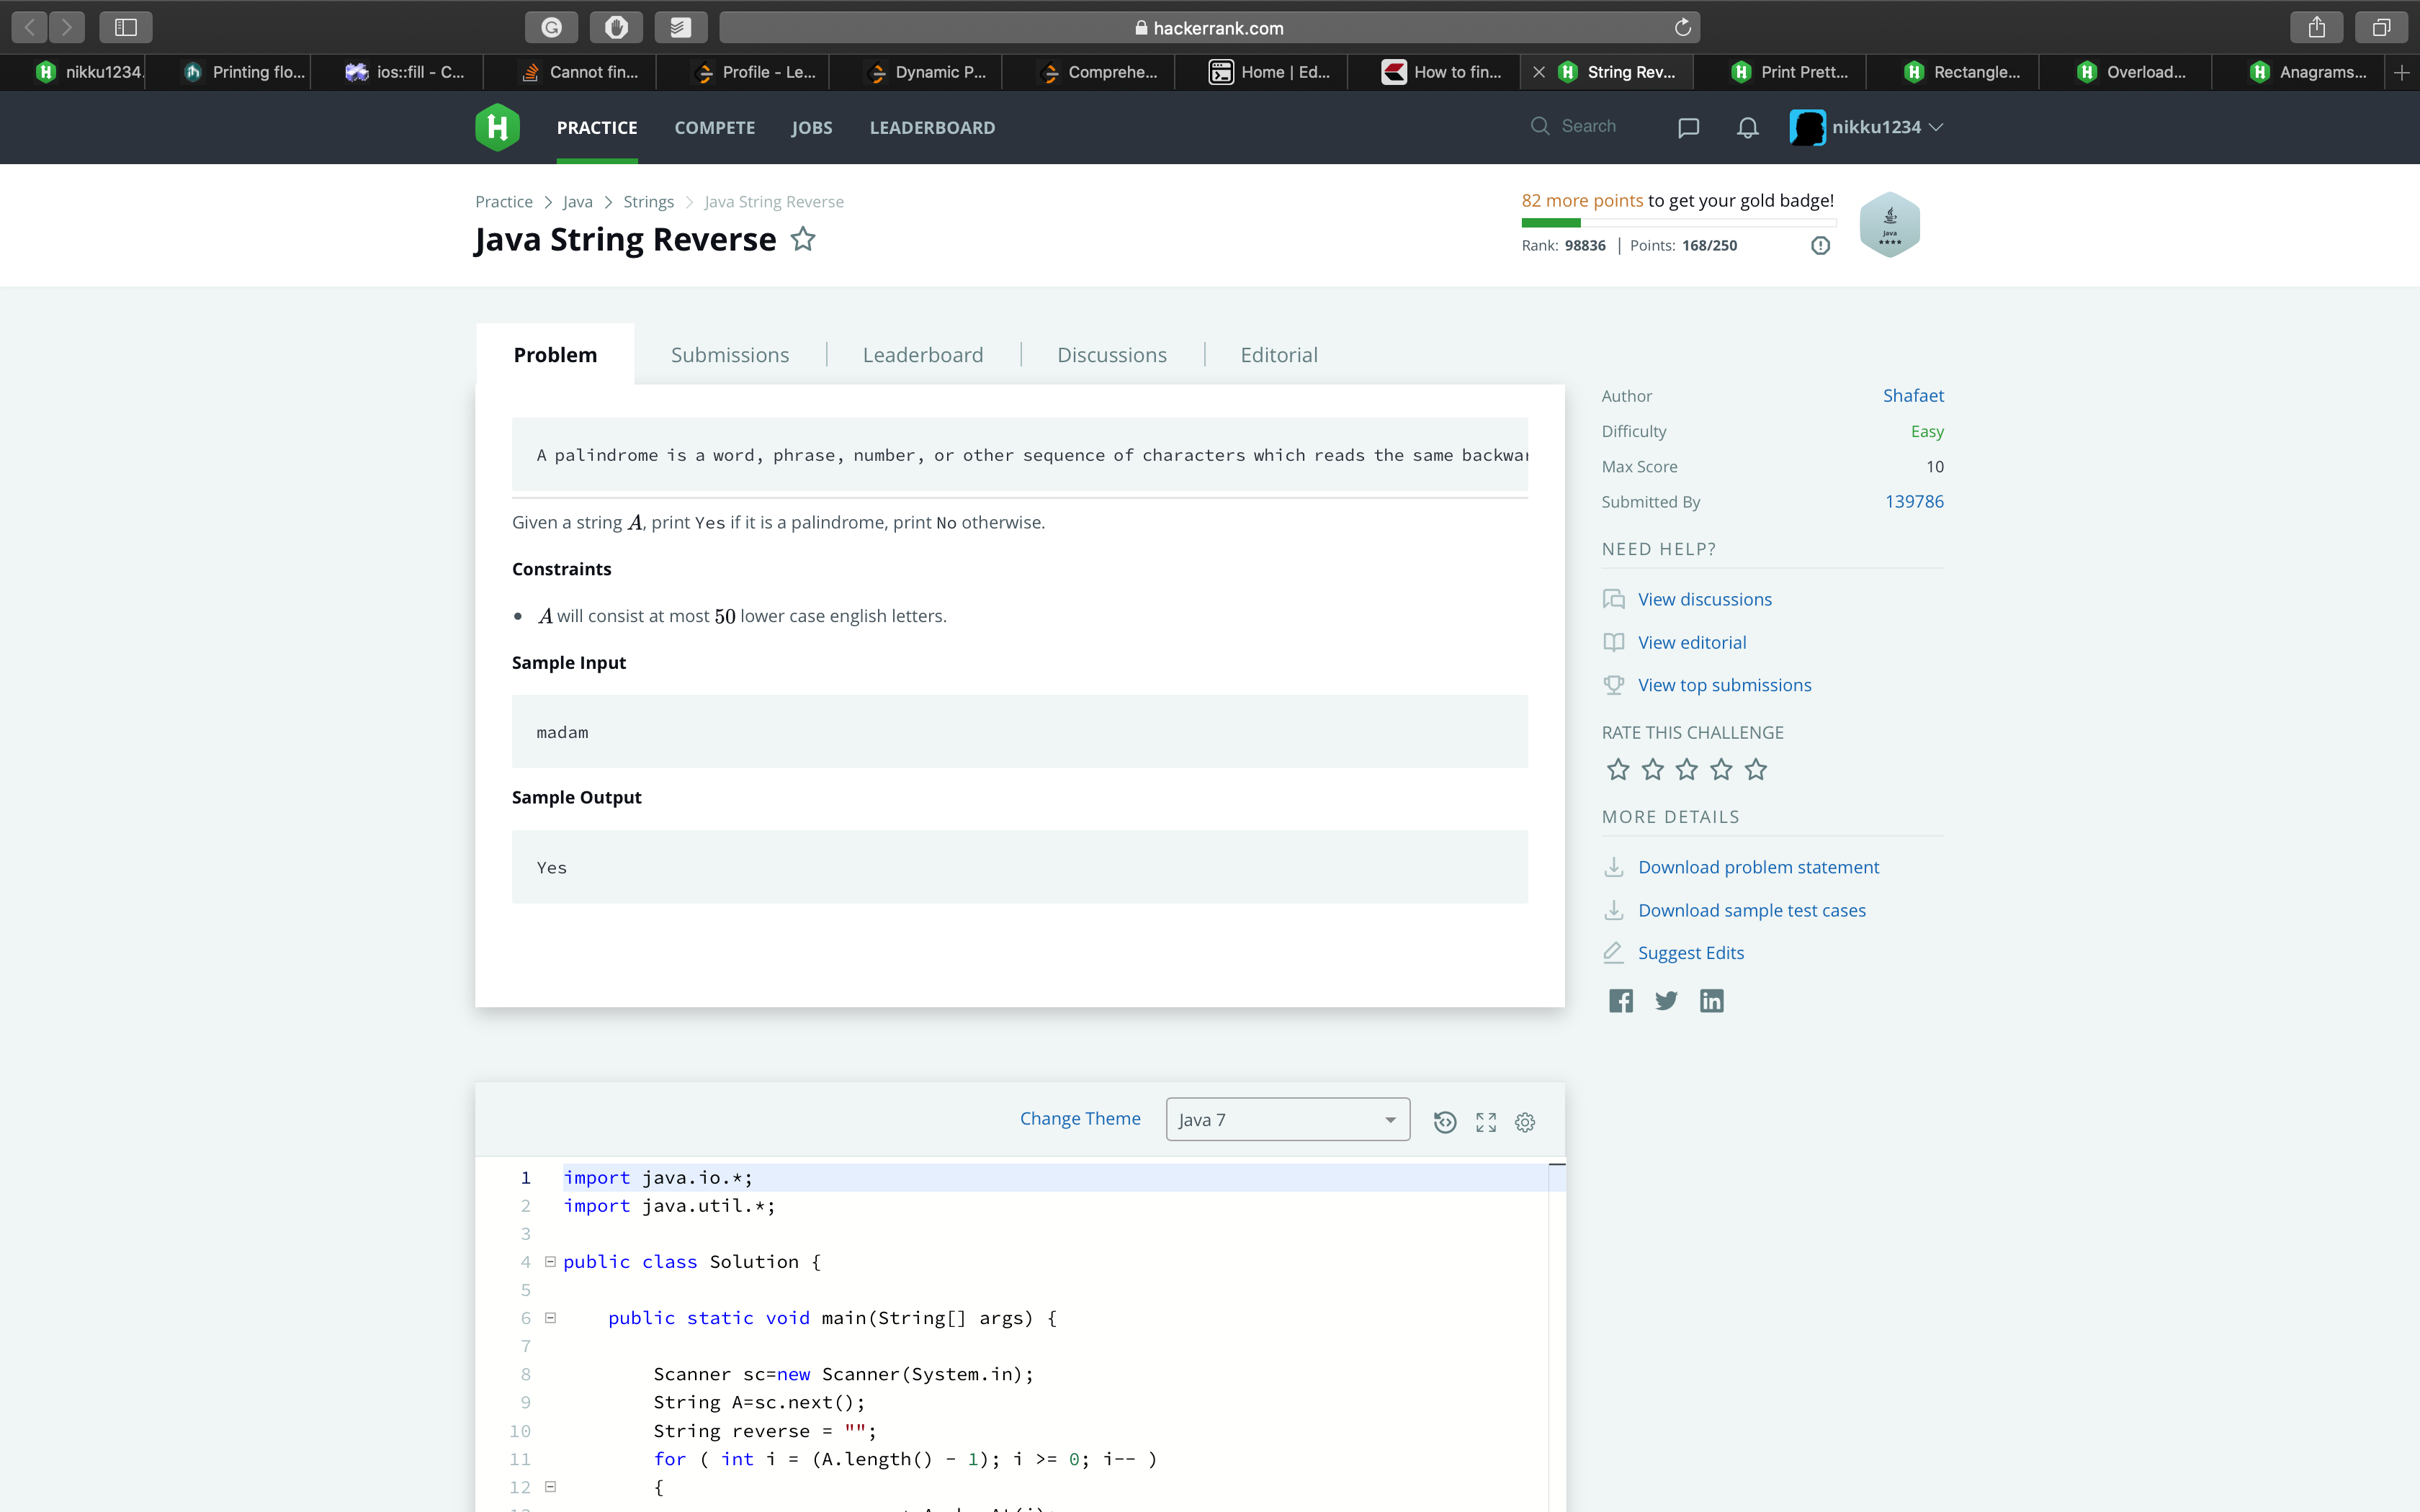 hackerrank.com
nikku1234.
Printing flo...
ios::fill - C...
Cannot fin...
Profile - Le...
Dynamic P...
Comprehe...
Home | Ed...
How to fin...
String Rev...
Print Prett...
Rectangle...
Overload...
Anagrams...
PRACTICE COMPETE JOBS LEADERBOARD Search nikku1234
Practice > Java > Strings > Java String Reverse
Java String Reverse
82 more points to get your gold badge!
Rank: 98836 | Points: 168/250
Java
Problem Submissions Leaderboard Discussions Editorial
A palindrome is a word, phrase, number, or other sequence of characters which reads the same backwar
Given a string A, print Yes if it is a palindrome, print No otherwise.
Constraints
• A will consist at most 50 lower case english letters.
Sample Input
madam
Sample Output
Yes
Author Shafaet
Difficulty Easy
Max Score 10
Submitted By 139786
NEED HELP?
View discussions
View editorial
View top submissions
RATE THIS CHALLENGE
MORE DETAILS
Download problem statement
Download sample test cases
Suggest Edits
Change Theme Java 7
1 import java.io.*;
2 import java.util.*;
3
4 public class Solution {
5
6 public static void main(String[] args) {
7
8 Scanner sc=new Scanner(System.in);
9 String A=sc.next();
10 String reverse = "";
11 for ( int i = (A.length() - 1); i >= 0; i-- )
12 {